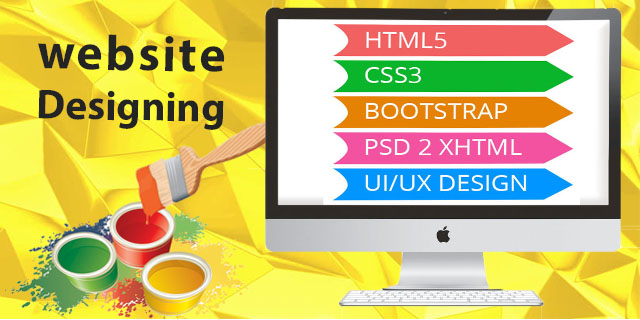 website
Designing
HTML5
CSS3
BOOTSTRAP
PSD 2 XHTML
UI/UX DESIGN